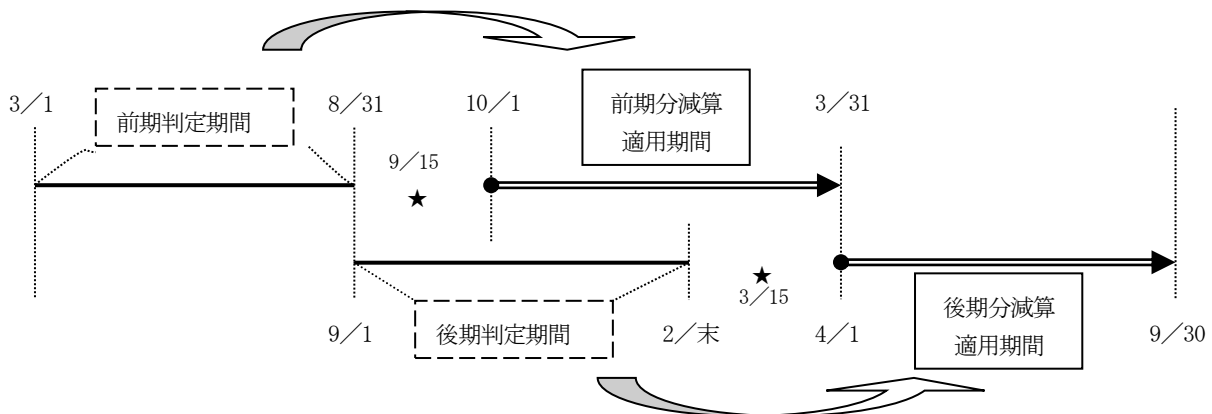 3／1
前期判定期間
8／31
10／1
前期分減算
適用期間
3／31
9／15
★
★
3／15
9／1
後期判定期間
2／末
4／1
後期分減算
適用期間
9／30